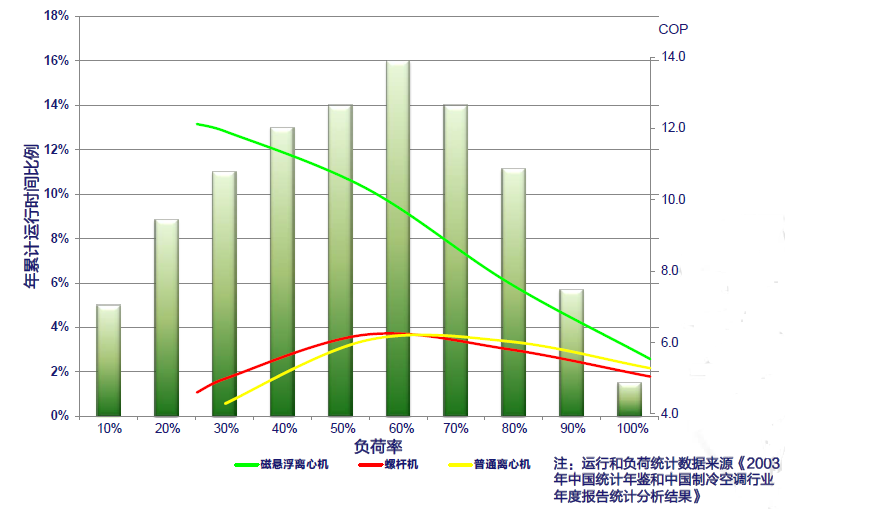 18%
16%
14%
12%
10%
8%
6%
4%
2%
0%
年累计运行时间比例
COP
14.0
12.0
10.0
8.0
6.0
4.0
10% 20% 30% 40% 50% 60% 70% 80% 90% 100%
负荷率
磁悬浮离心机 螺杆机 普通离心机
注：运行和负荷统计数据来源《2003
年中国统计年鉴和中国制冷空调行业
年度报告统计分析结果》